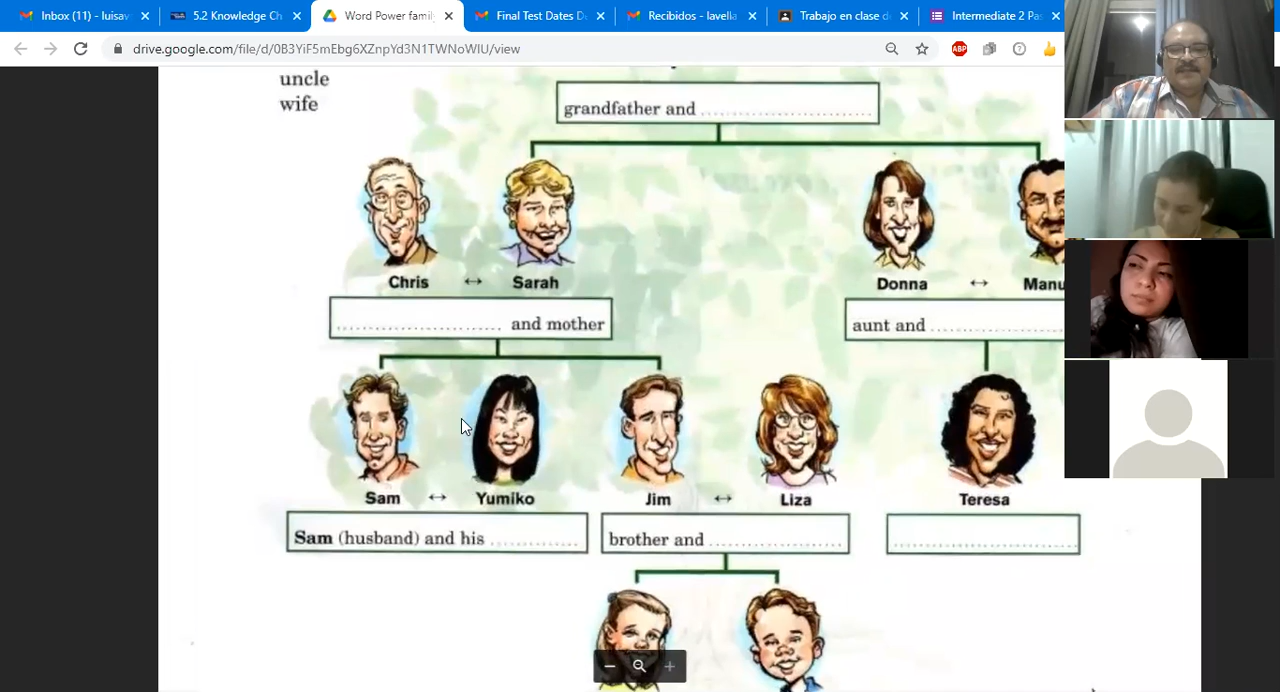 Inbox (11) - luisav
5.2 Knowledge Ch
Word Power famil
Final Test Dates D
Recibidos - lavella
Trabajo en clase d
Intermediate 2 Pa
drive.google.com/file/d/0B3YiF5mEbg6XZnpYd3N1TWNoWlU/view
ABP
uncle
wife
grandfather and ........................
Chris ↔ Sarah
Donna ↔ Manu
........................ and mother
aunt and ........................
Sam ↔ Yumiko
Jim ↔ Liza
Teresa
Sam (husband) and his ............
brother and ...................
...........................